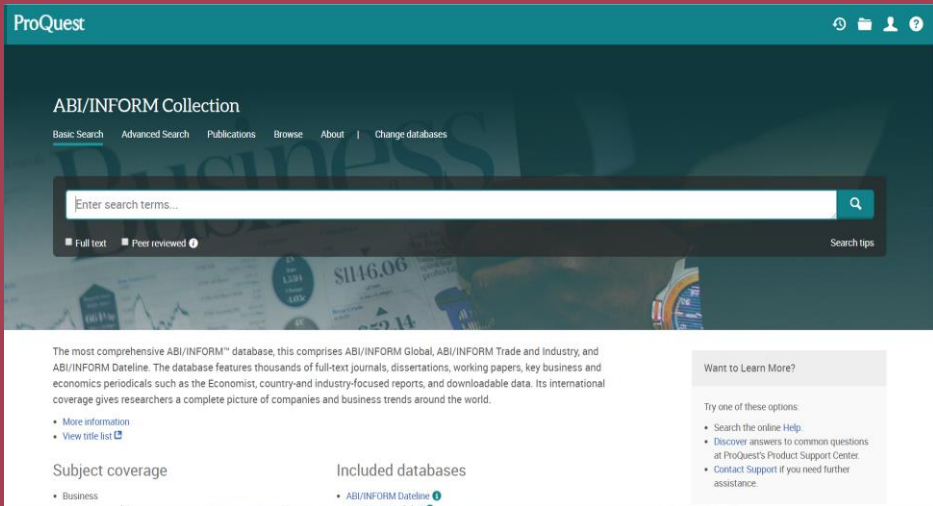 ProQuest
ABI/INFORM Collection
Basic Search Advanced Search Publications Browse About | Change databases
Business
Enter search terms...
Full text Peer reviewed
Search tips
$1146.06
The most comprehensive ABI/INFORM™ database, this comprises ABI/INFORM Global, ABI/INFORM Trade and Industry, and
ABI/INFORM Dateline. The database features thousands of full-text journals, dissertations, working papers, key business and
economics periodicals such as the Economist, country-and industry-focused reports, and downloadable data. Its international
coverage gives researchers a complete picture of companies and business trends around the world.
• More information
• View title list
Subject coverage
• Business
Included databases
• ABI/INFORM Dateline
Want to Learn More?
Try one of these options:
• Search the online Help.
• Discover answers to common questions
at ProQuest's Product Support Center.
• Contact Support if you need further
assistance.